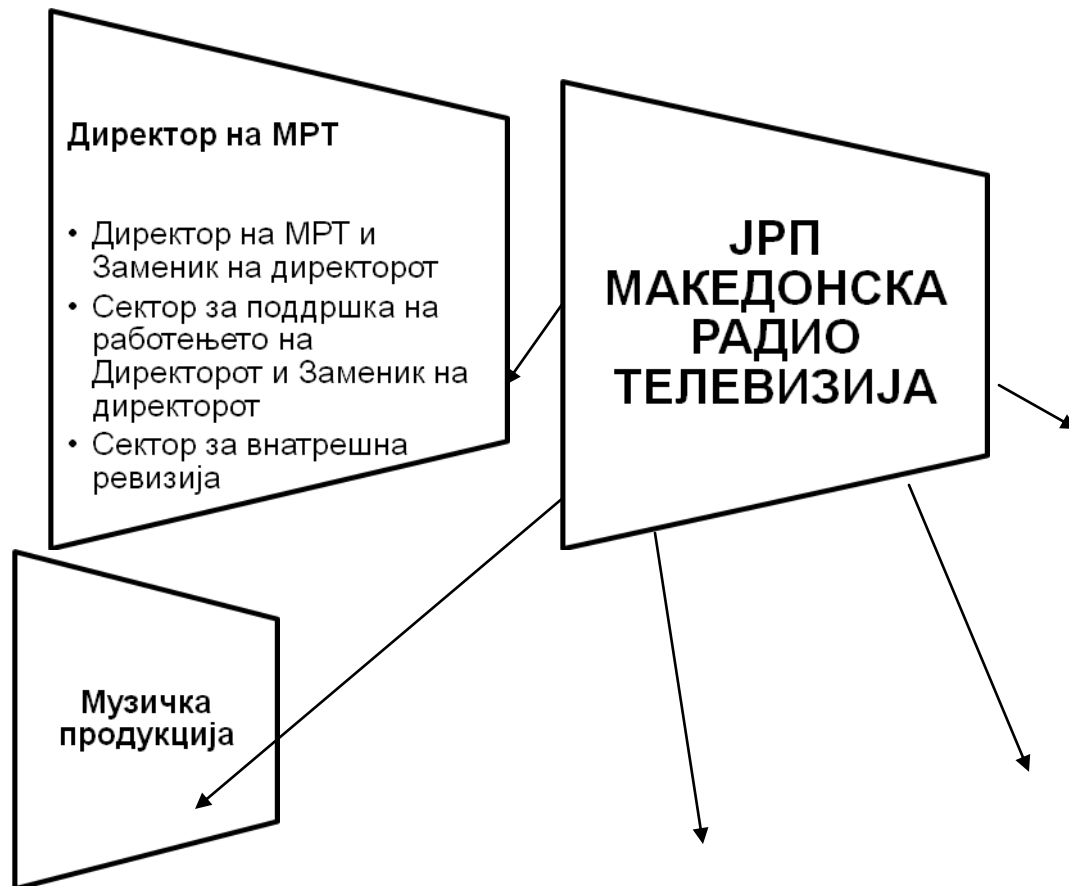 Директор на МРТ
• Директор на МРТ и
Заменик на директорот
• Сектор за поддршка на
работењето на
Директорот и Заменик на
директорот
• Сектор за внатрешна
ревизија
ЈРП
МАКЕДОНСКА
РАДИО
ТЕЛЕВИЗИЈА
Музичка
продукција